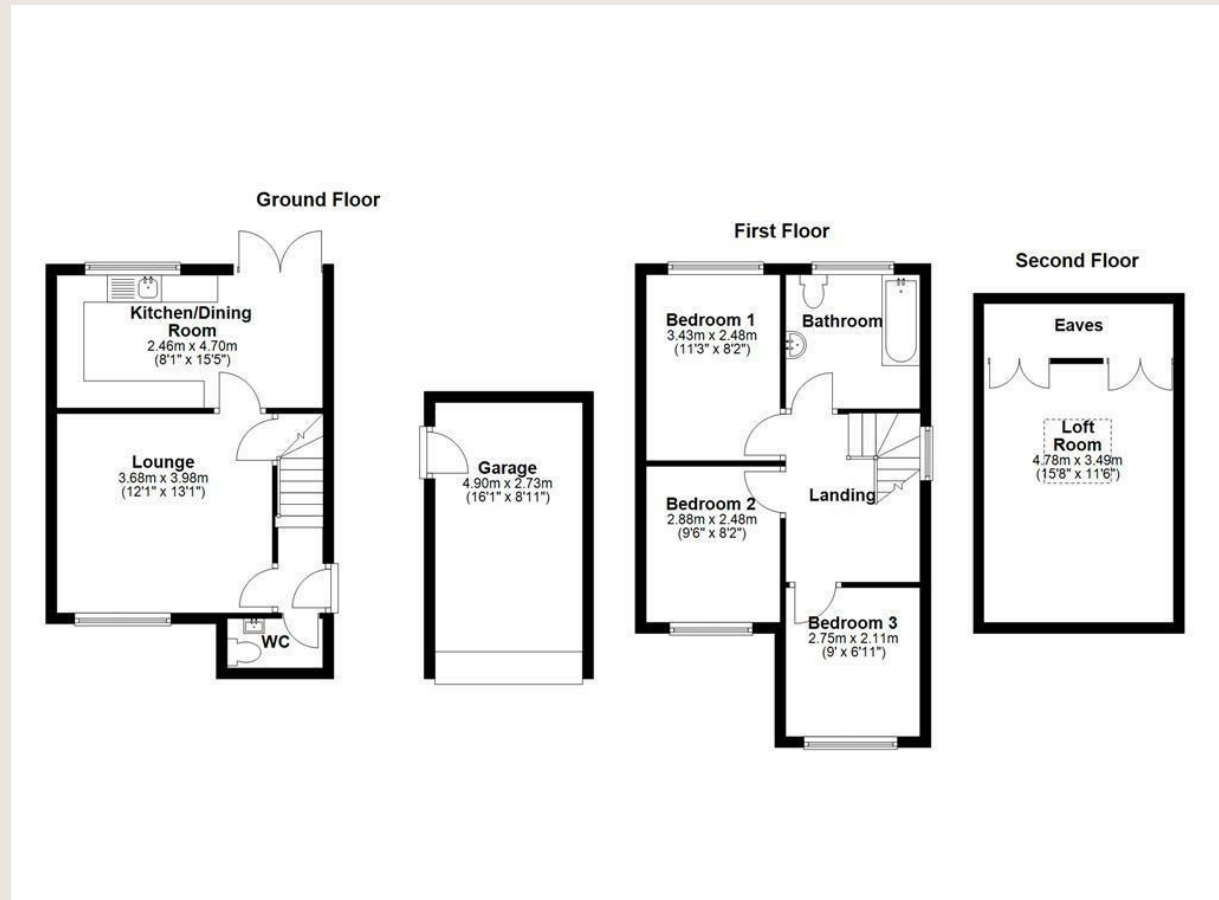 Ground Floor
Kitchen/Dining
Room
2.46m x 4.70m
(8'1" x 15'5")
Lounge
3.68m x 3.98m
(12'1" x 13'1")
WC
Garage
4.90m x 2.73m
(16'1" x 8'11")
First Floor
Bedroom 1
3.43m x 2.48m
(11'3" x 8'2")
Bathroom
Bedroom 2
2.88m x 2.48m
(9'6" x 8'2")
Landing
Bedroom 3
2.75m x 2.11m
(9' x 6'11")
Second Floor
Eaves
Loft
Room
4.78m x 3.49m
(15'8" x 11'6")